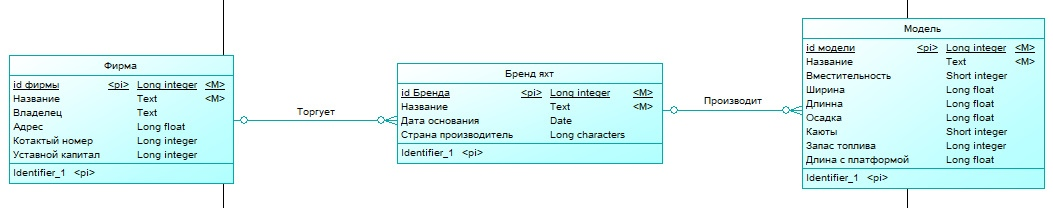 Фирма
id фирмы <pi> Long integer <M>
Название Text <M>
Владелец Text
Адрес Long float
Котактый номер Long integer
Уставной капитал Long integer
Identifier_1 <pi>
Торгует
Бренд яхт
id Бренда <pi> Long integer <M>
Название Text <M>
Дата основания Date
Страна производитель Long characters
Identifier_1 <pi>
Производит
Модель
id модели <pi> Long integer <M>
Название Text <M>
Вместительность Short integer
Ширина Long float
Длинна Long float
Осадка Long float
Каюты Short integer
Запас топлива Long integer
Длина с платформой Long float
Identifier_1 <pi>